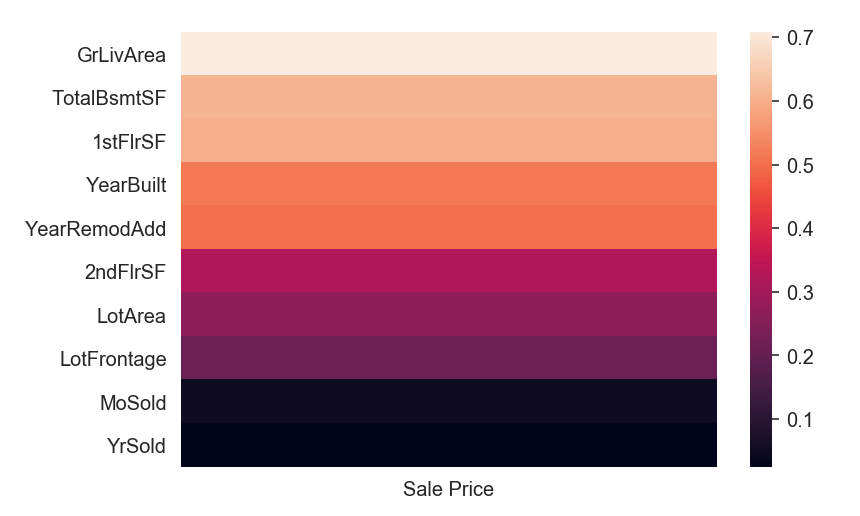 GrLivArea
TotalBsmtSF
1stFlrSF
YearBuilt
YearRemodAdd
2ndFlrSF
LotArea
LotFrontage
MoSold
YrSold
Sale Price
0.7
0.6
0.5
0.4
0.3
0.2
0.1